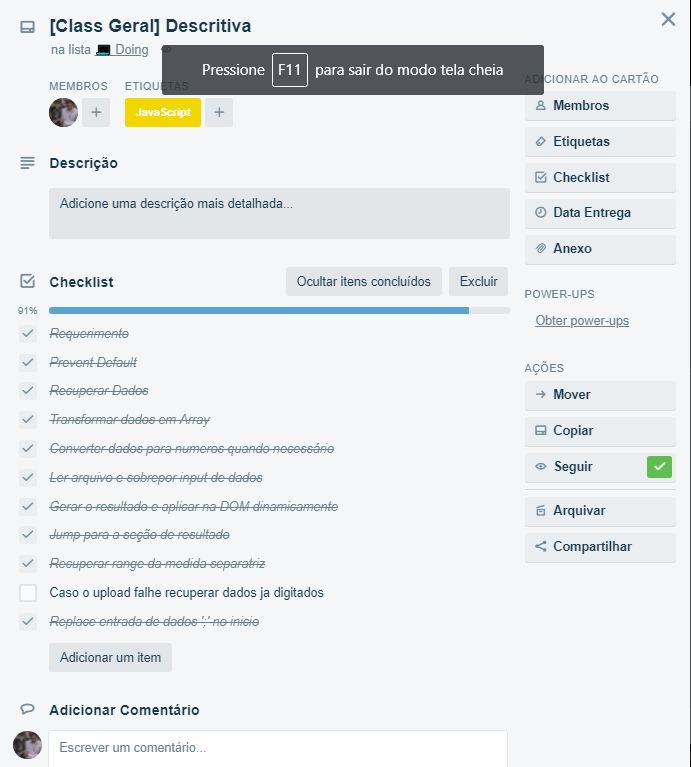 [Class Geral] Descritiva
na lista Doing
Pressione F11 para sair do modo tela cheia
MEMBROS
ETIQUETAS
JavaScript
Descrição
Adicione uma descrição mais detalhada...
Checklist
Ocultar itens concluídos
Excluir
91%
Requerimento
Prevent Default
Recuperar Dados
Transformar dados em Array
Converter dados para numeros quando necessário
Ler arquivo e sobrepor input de dados
Gerar o resultado e aplicar na DOM dinamicamente
Jump para a seção de resultado
Recuperar range da medida separatriz
Caso o upload falhe recuperar dados ja digitados
Replace entrada de dados ';' no inicio
Adicionar um item
Adicionar Comentário
Escrever um comentário...
ADICIONAR AO CARTÃO
Membros
Etiquetas
Checklist
Data Entrega
Anexo
POWER-UPS
Obter power-ups
AÇÕES
Mover
Copiar
Seguir
Arquivar
Compartilhar